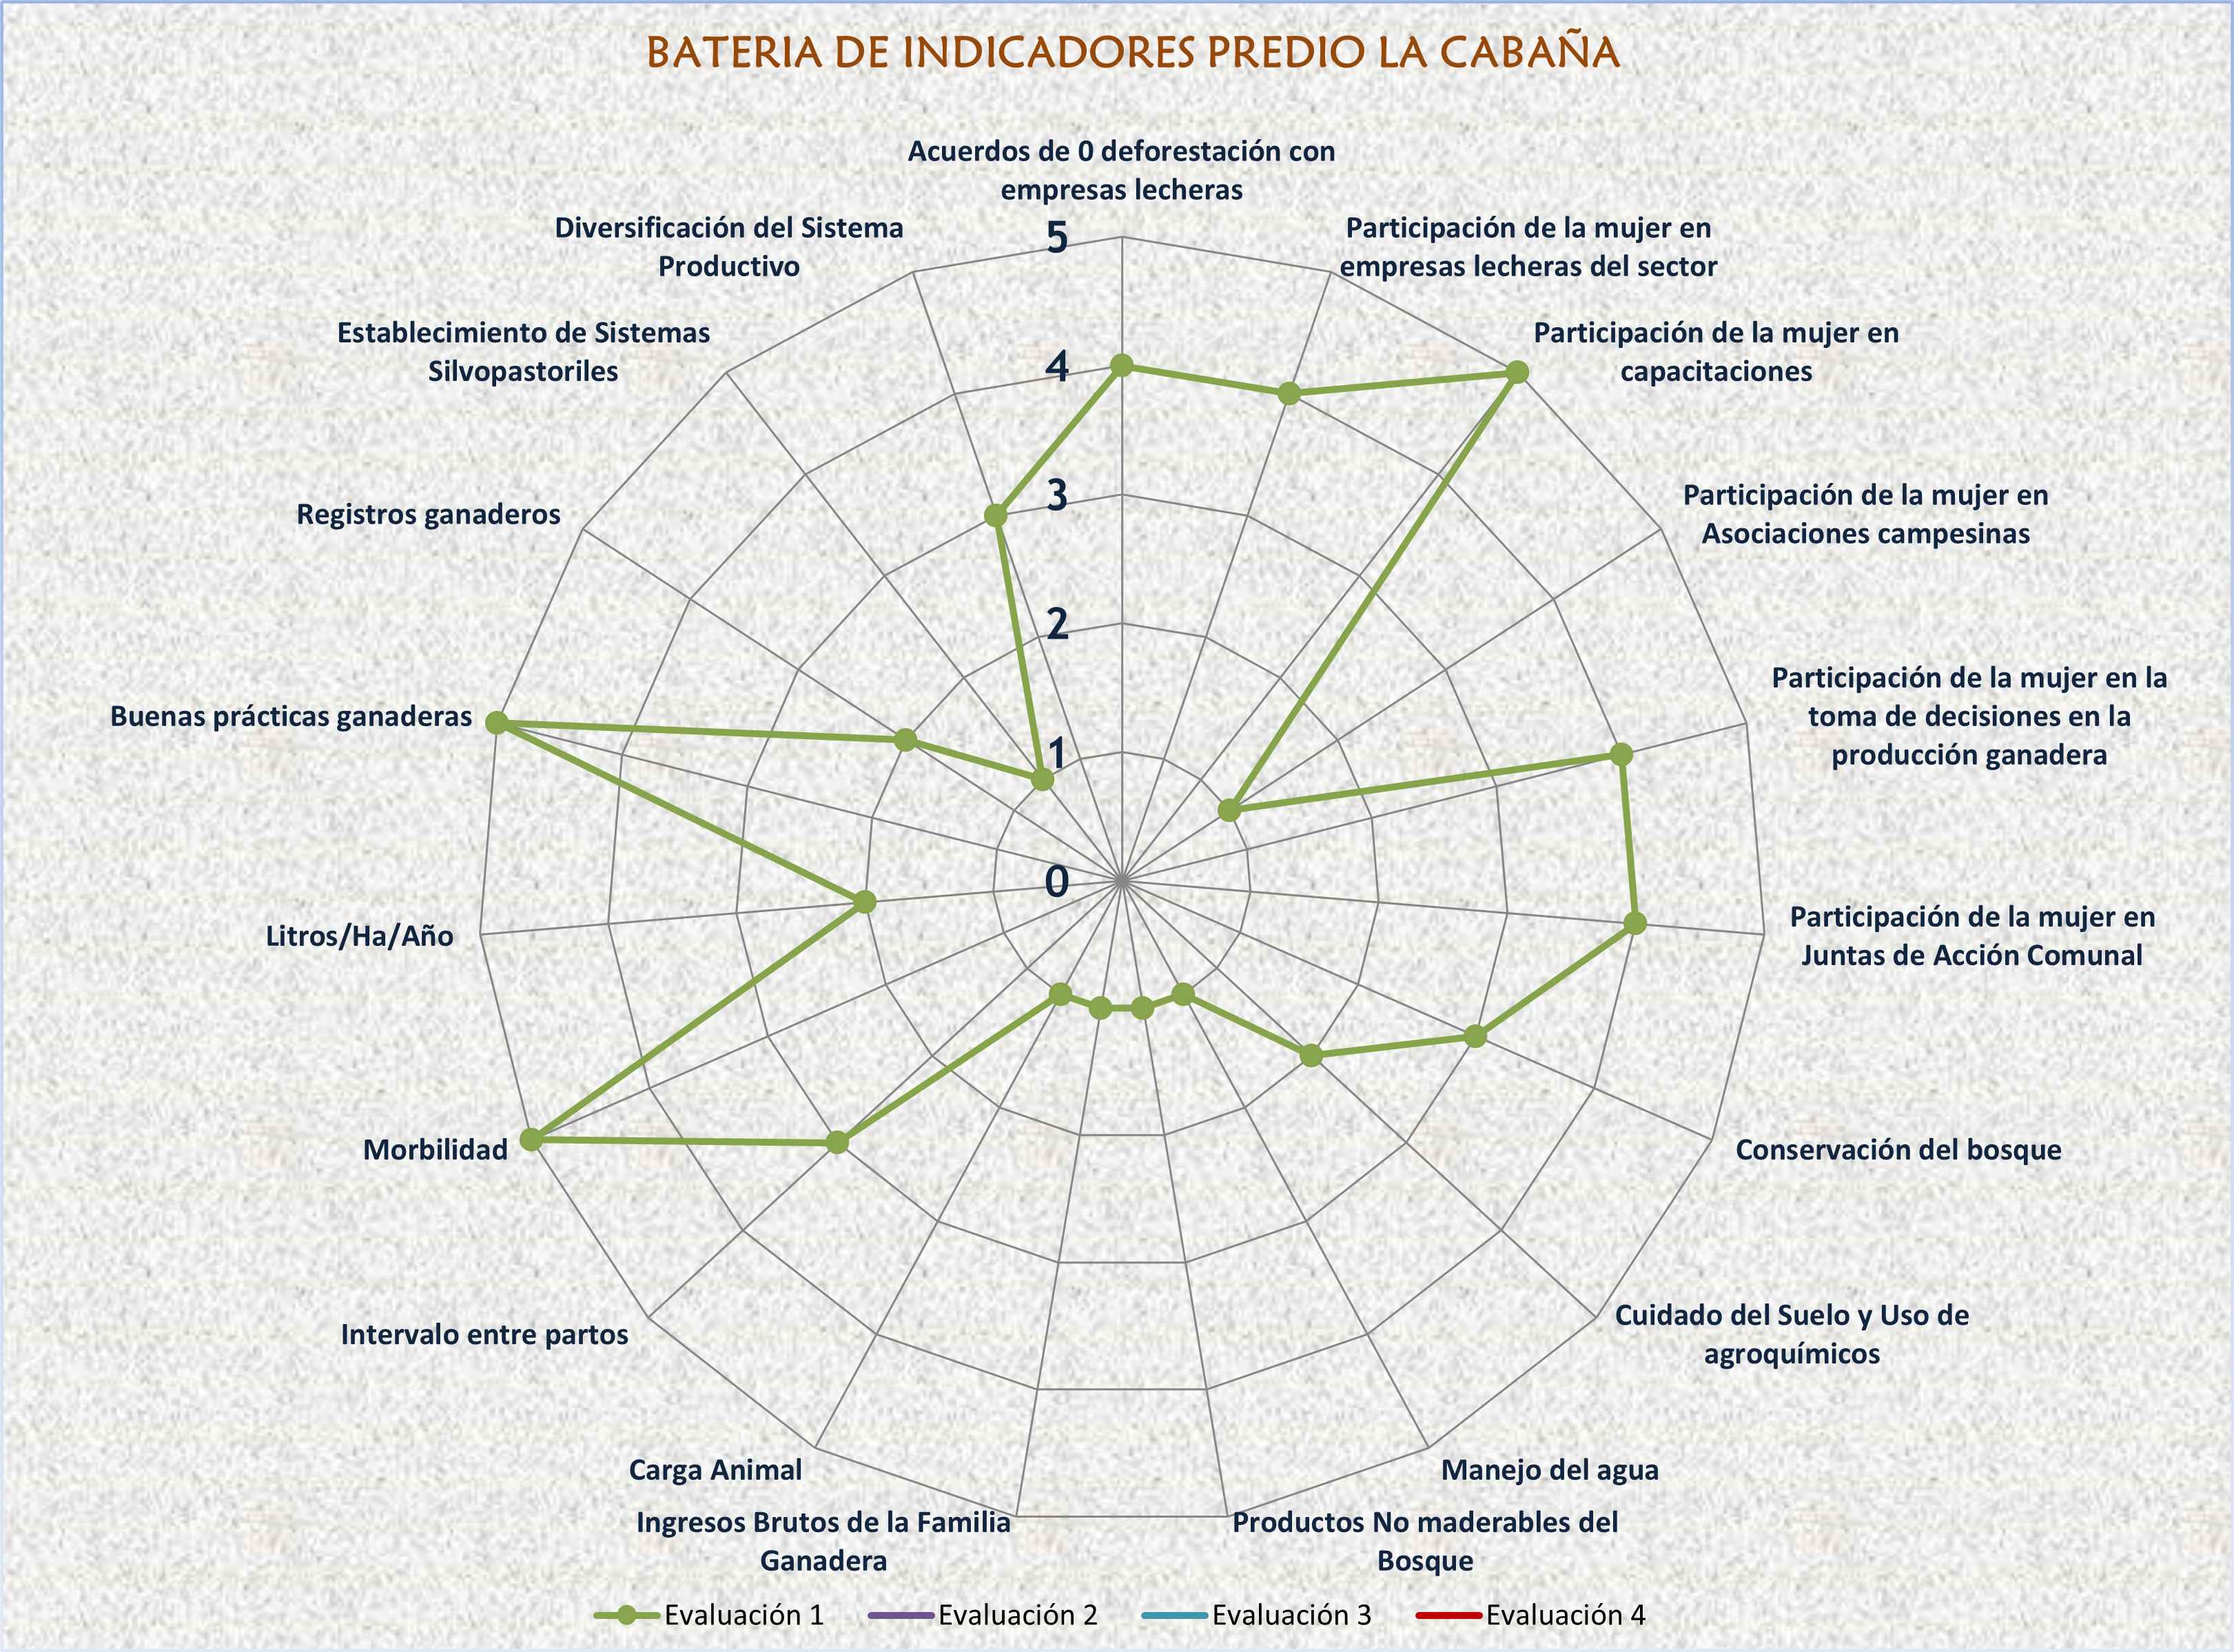 BATERIA DE INDICADORES PREDIO LA CABAÑA
Acuerdos de 0 deforestación con
empresas lecheras
Participación de la mujer en
empresas lecheras del sector
Participación de la mujer en
capacitaciones
Participación de la mujer en
Asociaciones campesinas
Participación de la mujer en la
toma de decisiones en la
producción ganadera
Participación de la mujer en
Juntas de Acción Comunal
Conservación del bosque
Cuidado del Suelo y Uso de
agroquímicos
Manejo del agua
Productos No maderables del
Bosque
Ingresos Brutos de la Familia
Ganadera
Carga Animal
Intervalo entre partos
Morbilidad
Litros/Ha/Año
Buenas prácticas ganaderas
Registros ganaderos
Establecimiento de Sistemas
Silvopastoriles
Diversificación del Sistema
Productivo
5
4
3
2
1
0
Evaluación 1
Evaluación 2
Evaluación 3
Evaluación 4